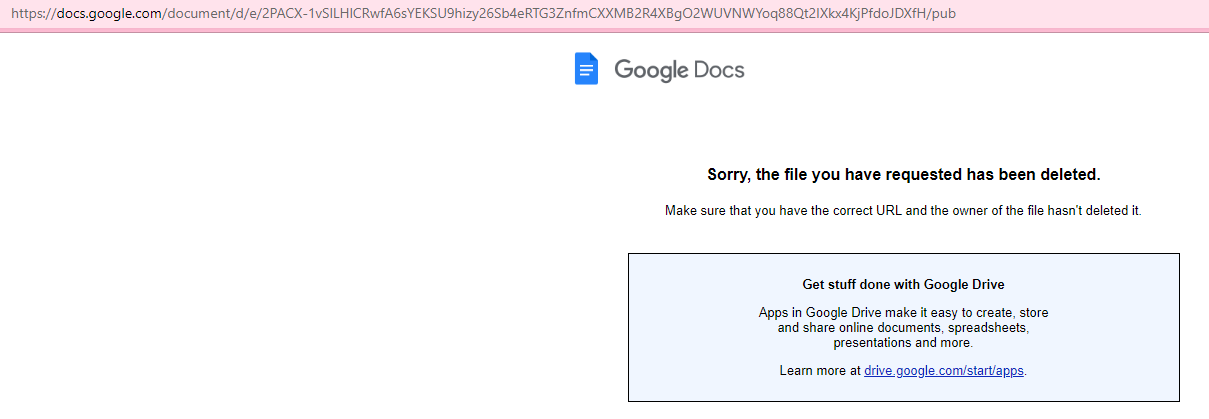 https://docs.google.com/document/d/e/2PACX-1vSILHICRwfA6sYEKSU9hizy26Sb4eRTG3ZnfmCXXMB2R4XBgO2WUVNWYoq88Qt2IXkx4KjPfdoJDXfH/pub
Google Docs
Sorry, the file you have requested has been deleted.
Make sure that you have the correct URL and the owner of the file hasn't deleted it.
Get stuff done with Google Drive
Apps in Google Drive make it easy to create, store
and share online documents, spreadsheets,
presentations and more.
Learn more at drive.google.com/start/apps.